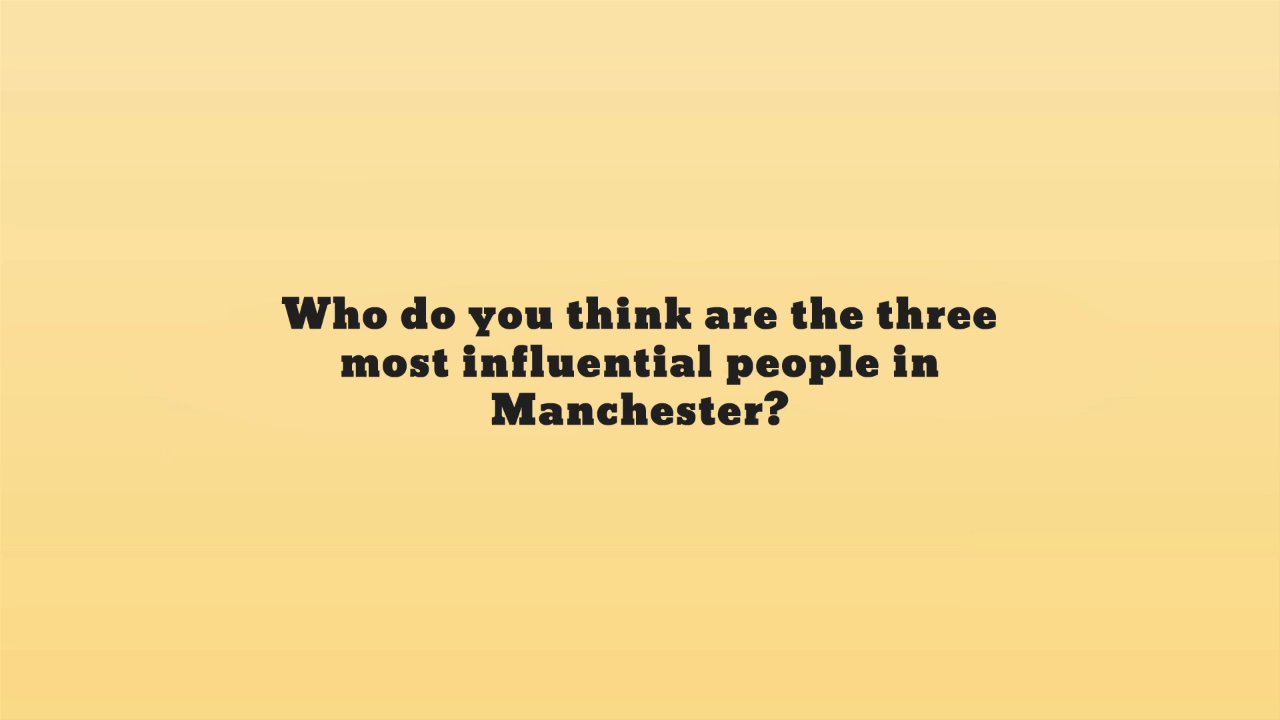 Who do you think are the three
most influential people in
Manchester?